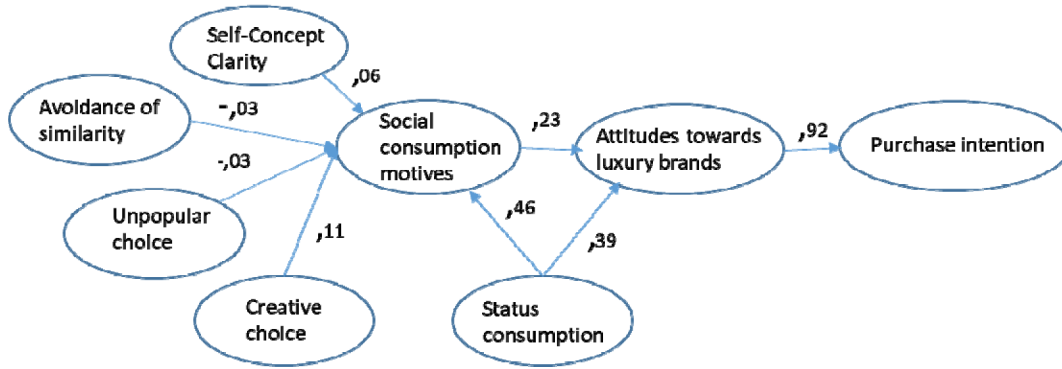 Self-Concept
Clarity
,06
Avoidance of
similarity
-,03
Social
consumption
motives
,23
Attitudes towards
luxury brands
,92
Purchase intention
-,03
Unpopular
choice
,11
,46
,39
Creative
choice
Status
consumption